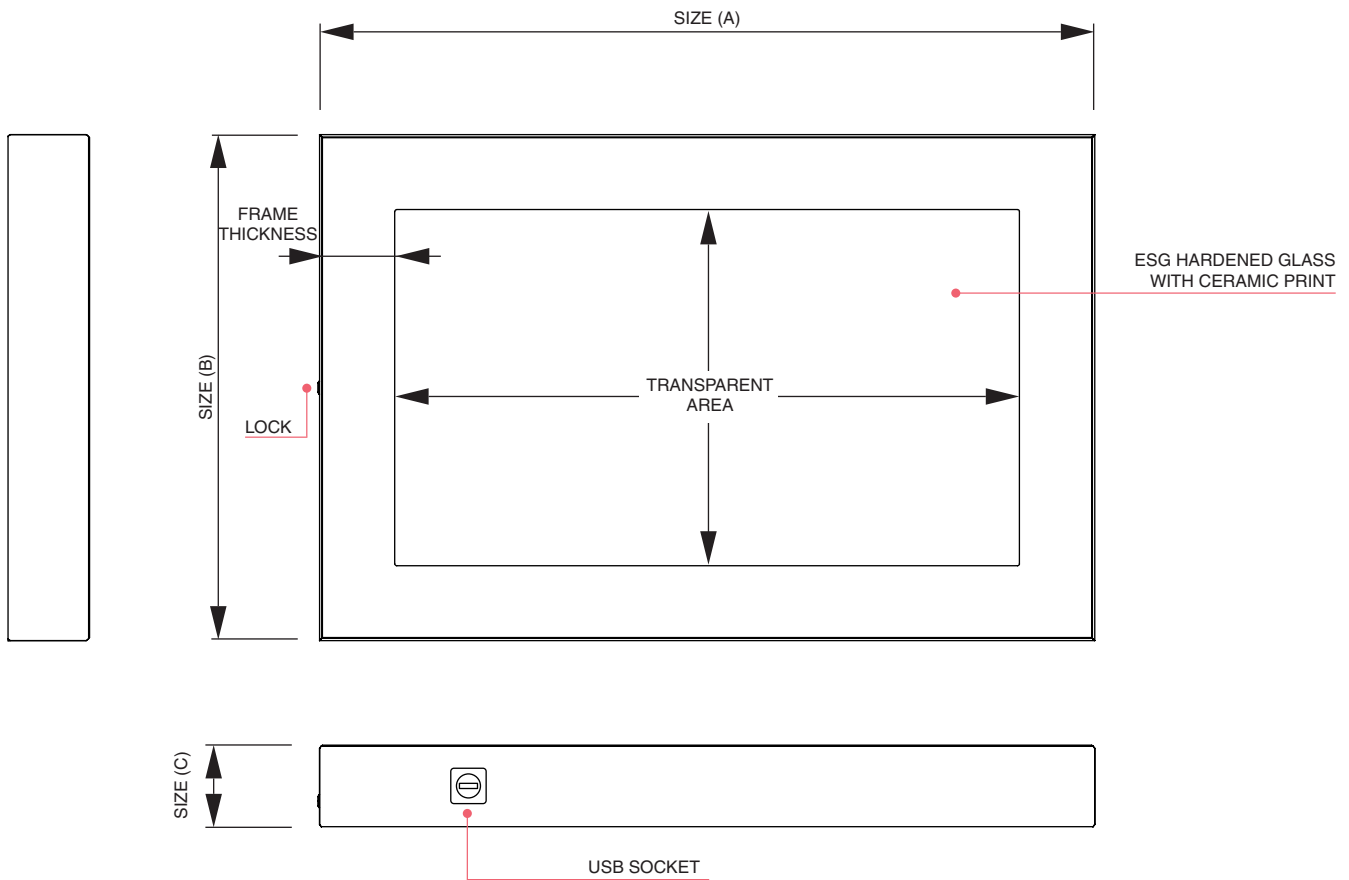 SIZE (A)
FRAME
THICKNESS
ESG HARDENED GLASS
WITH CERAMIC PRINT
SIZE (B)
TRANSPARENT
AREA
LOCK
SIZE (C)
USB SOCKET